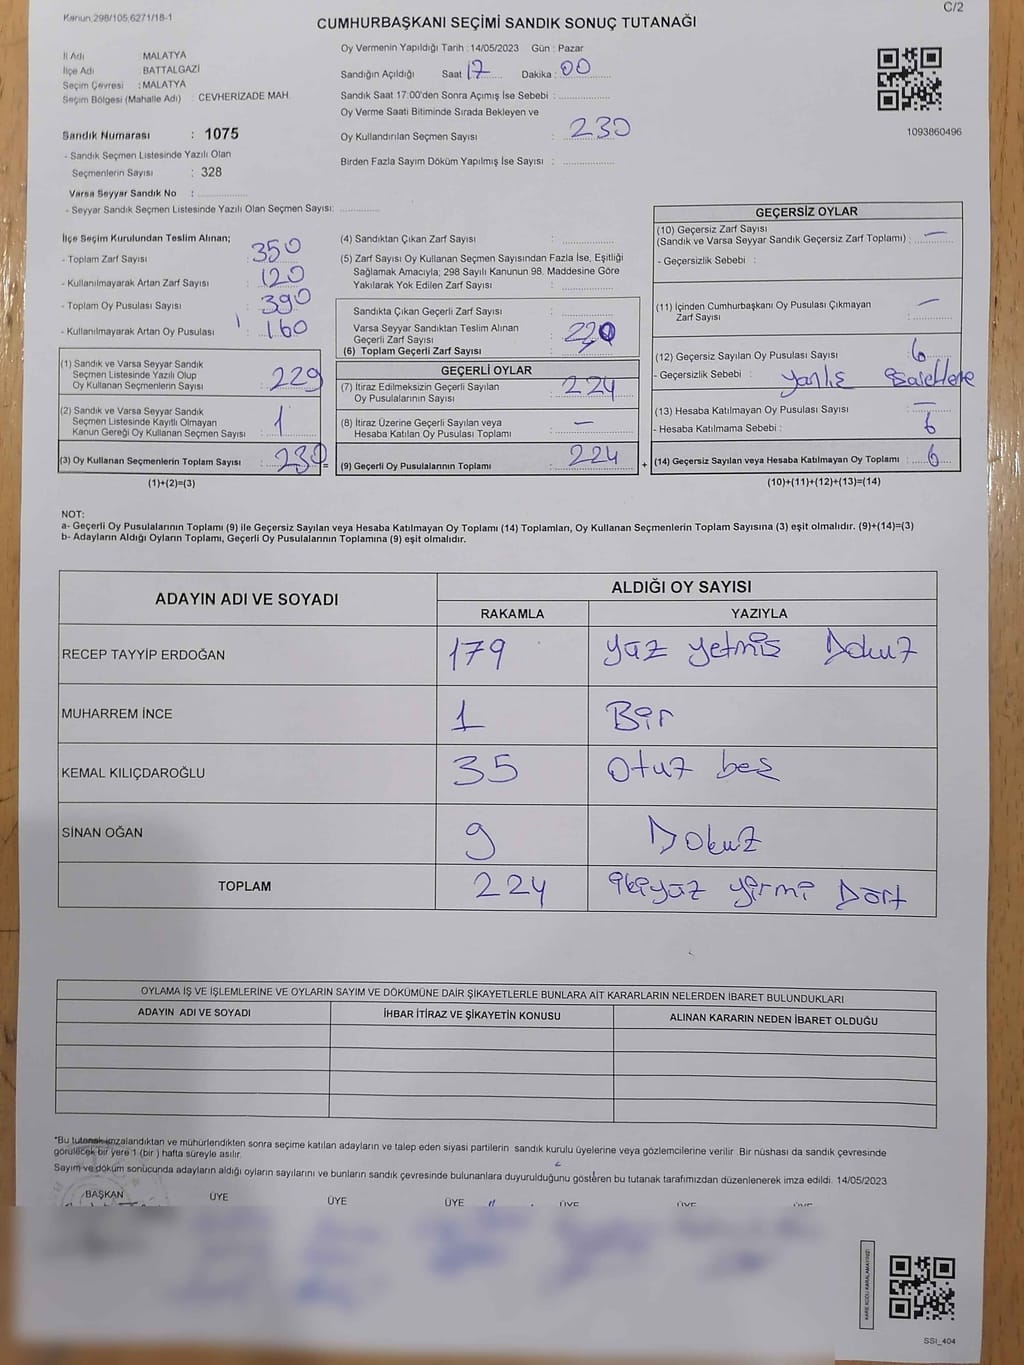 Kanun,298/105,6271/18-1
C/2
CUMHURBAŞKANI SEÇİMİ SANDIK SONUÇ TUTANAĞI
İl Adı MALATYA
İlçe Adı : BATTALGAZİ
Seçim Çevresi : MALATYA
Seçim Bölgesi (Mahalle Adı) : CEVHERİZADE MAH.
Sandık Numarası : 1075
- Sandık Seçmen Listesinde Yazılı Olan
Seçmenlerin Sayısı : 328
Varsa Seyyar Sandık No :
- Seyyar Sandık Seçmen Listesinde Yazılı Olan Seçmen Sayısı:
Oy Vermenin Yapıldığı Tarih : 14/05/2023 Gün : Pazar
Sandığın Açıldığı Saat 17 Dakika : 00
Sandık Saat 17:00'den Sonra Açımış İse Sebebi :
Oy Verme Saati Bitiminde Sırada Bekleyen ve
Oy Kullandırılan Seçmen Sayısı : 230
Birden Fazla Sayım Döküm Yapılmış İse Sayısı :
1093860496
İlçe Seçim Kurulundan Teslim Alınan;
- Toplam Zarf Sayısı : 350
- Kullanılmayarak Artan Zarf Sayısı : 120
- Toplam Oy Pusulası Sayısı : 390
- Kullanılmayarak Artan Oy Pusulası : 160
(1) Sandık ve Varsa Seyyar Sandık
Seçmen Listesinde Yazılı Olup
Oy Kullanan Seçmenlerin Sayısı : 229
(2) Sandık ve Varsa Seyyar Sandık
Seçmen Listesinde Kayıtlı Olmayan
Kanun Gereği Oy Kullanan Seçmen Sayısı : 1
(3) Oy Kullanan Seçmenlerin Toplam Sayısı : 230
(1)+(2)=(3)
(4) Sandıktan Çıkan Zarf Sayısı :
(5) Zarf Sayısı Oy Kullanan Seçmen Sayısından Fazla İse, Eşitliği
Sağlamak Amacıyla; 298 Sayılı Kanunun 98. Maddesine Göre
Yakılarak Yok Edilen Zarf Sayısı :
Sandıkta Çıkan Geçerli Zarf Sayısı :
Varsa Seyyar Sandıktan Teslim Alınan
Geçerli Zarf Sayısı :
(6) Toplam Geçerli Zarf Sayısı
GEÇERLİ OYLAR
(7) İtiraz Edilmeksizin Geçerli Sayılan
Oy Pusulalarının Sayısı : 224
(8) İtiraz Üzerine Geçerli Sayılan veya
Hesaba Katılan Oy Pusulası Toplamı : —
(9) Geçerli Oy Pusulalarının Toplamı : 224
GEÇERSİZ OYLAR
(10) Geçersiz Zarf Sayısı
(Sandık ve Varsa Seyyar Sandık Geçersiz Zarf Toplamı) : —
- Geçersizlik Sebebi :
(11) İçinden Cumhurbaşkanı Oy Pusulası Çıkmayan
Zarf Sayısı : —
(12) Geçersiz Sayılan Oy Pusulası Sayısı : 6
- Geçersizlik Sebebi : yanlış
(13) Hesaba Katılmayan Oy Pusulası Sayısı : —
- Hesaba Katılmama Sebebi : 6
(14) Geçersiz Sayılan veya Hesaba Katılmayan Oy Toplamı : 6
(10)+(11)+(12)+(13)=(14)
NOT:
a- Geçerli Oy Pusulalarının Toplamı (9) ile Geçersiz Sayılan veya Hesaba Katılmayan Oy Toplamı (14) Toplamları, Oy Kullanan Seçmenlerin Toplam Sayısına (3) eşit olmalıdır. (9)+(14)=(3)
b- Adayların Aldığı Oyların Toplamı, Geçerli Oy Pusulalarının Toplamına (9) eşit olmalıdır.
ADAYIN ADI VE SOYADI ALDIĞI OY SAYISI
RAKAMLA YAZIYLA
RECEP TAYYİP ERDOĞAN 179 yüz yetmiş Dokuz
MUHARREM İNCE 1 Bir
KEMAL KILIÇDAROĞLU 35 otuz beş
SİNAN OĞAN 9 Dokuz
TOPLAM 224 ikiyüz yirmi Dört
OYLAMA İŞ VE İŞLEMLERİNE VE OYLARIN SAYIM VE DÖKÜMÜNE DAİR ŞİKAYETLERLE BUNLARA AİT KARARLARIN NELERDEN İBARET BULUNDUKLARI
ADAYIN ADI VE SOYADI İHBAR İTİRAZ VE ŞİKAYETİN KONUSU ALINAN KARARIN NEDEN İBARET OLDUĞU
*Bu tutanak imzalandıktan ve mühürlendikten sonra seçime katılan adayların ve talep eden siyasi partilerin sandık kurulu üyelerine veya gözlemcilerine verilir. Bir nüshası da sandık çevresinde
görülecek bir yere 1 (bir) hafta süreyle asılır.
Sayım ve döküm sonucunda adayların aldığı oyların sayılarını ve bunların sandık çevresinde bulunanlara duyurulduğunu gösteren bu tutanak tarafımızdan düzenlenerek imza edildi. 14/05/2023
BAŞKAN ÜYE ÜYE ÜYE ÜYE ÜYE ÜYE
SSİ_404